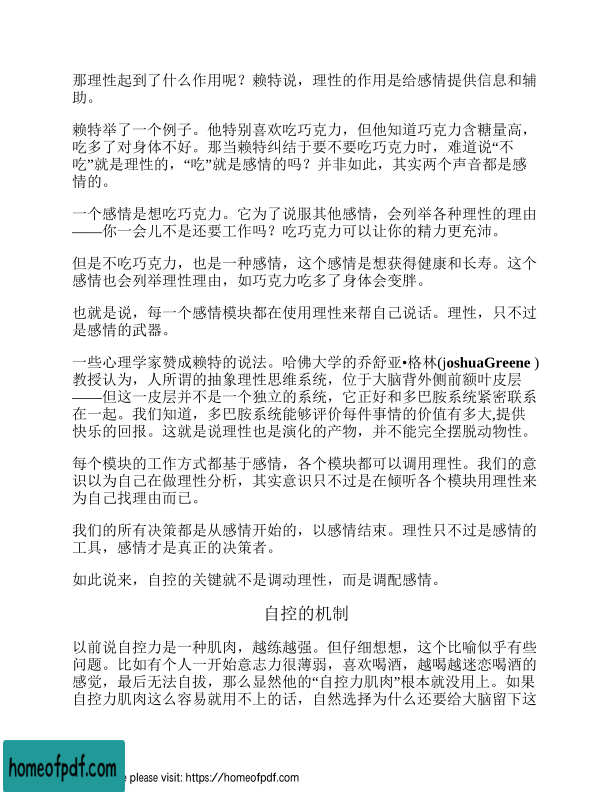 那理性起到了什么作用呢？赖特说，理性的作用是给感情提供信息和辅
助。
赖特举了一个例子。他特别喜欢吃巧克力，但他知道巧克力含糖量高，
吃多了对身体不好。那当赖特纠结于要不要吃巧克力时，难道说“不
吃”就是理性的，“吃”就是感情的吗？并非如此，其实两个声音都是感
情的。
一个感情是想吃巧克力。它为了说服其他感情，会列举各种理性的理由
——你一会儿不是还要工作吗？吃巧克力可以让你的精力更充沛。
但是不吃巧克力，也是一种感情，这个感情是想获得健康和长寿。这个
感情也会列举理性理由，如巧克力吃多了身体会变胖。
也就是说，每一个感情模块都在使用理性来帮自己说话。理性，只不过
是感情的武器。
一些心理学家赞成赖特的说法。哈佛大学的乔舒亚•格林(joshuaGreene )
教授认为，人所谓的抽象理性思维系统，位于大脑背外侧前额叶皮层
——但这一皮层并不是一个独立的系统，它正好和多巴胺系统紧密联系
在一起。我们知道，多巴胺系统能够评价每件事情的价值有多大,提供
快乐的回报。这就是说理性也是演化的产物，并不能完全摆脱动物性。
每个模块的工作方式都基于感情，各个模块都可以调用理性。我们的意
识以为自己在做理性分析，其实意识只不过是在倾听各个模块用理性来
为自己找理由而已。
我们的所有决策都是从感情开始的，以感情结束。理性只不过是感情的
工具，感情才是真正的决策者。
如此说来，自控的关键就不是调动理性，而是调配感情。
自控的机制
以前说自控力是一种肌肉，越练越强。但仔细想想，这个比喻似乎有些
问题。比如有个人一开始意志力很薄弱，喜欢喝酒，越喝越迷恋喝酒的
感觉，最后无法自拔，那么显然他的“自控力肌肉”根本就没用上。如果
自控力肌肉这么容易就用不上的话，自然选择为什么还要给大脑留下这
homeofpdf.com
e please visit: https://homeofpdf.com